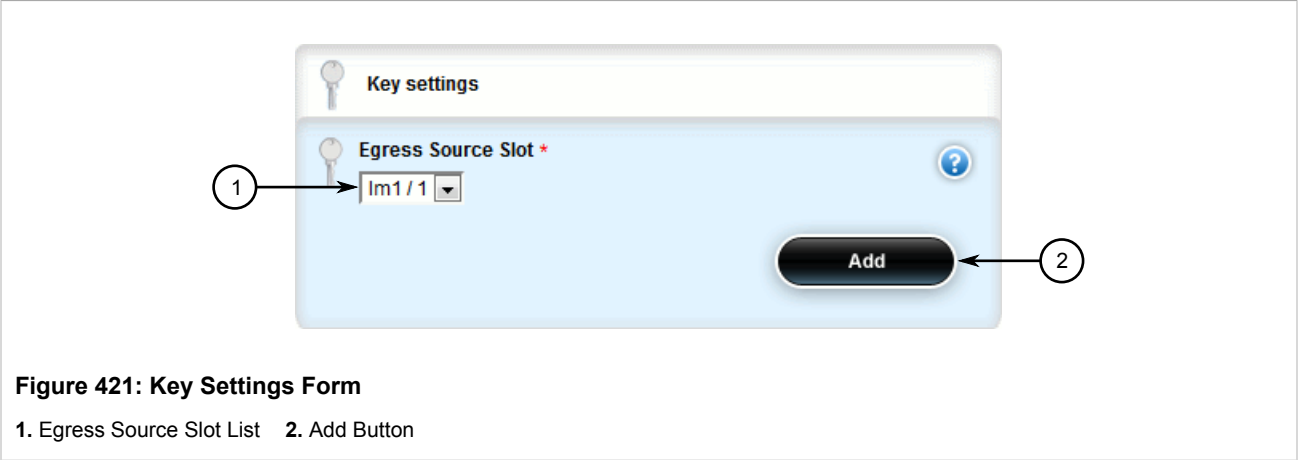 Key settings
Egress Source Slot *
1
lm1 / 1
?
Add
2
Figure 421: Key Settings Form
1. Egress Source Slot List 2. Add Button